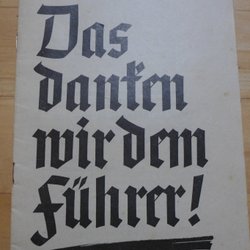 Das
danken
wir dem
Führer!